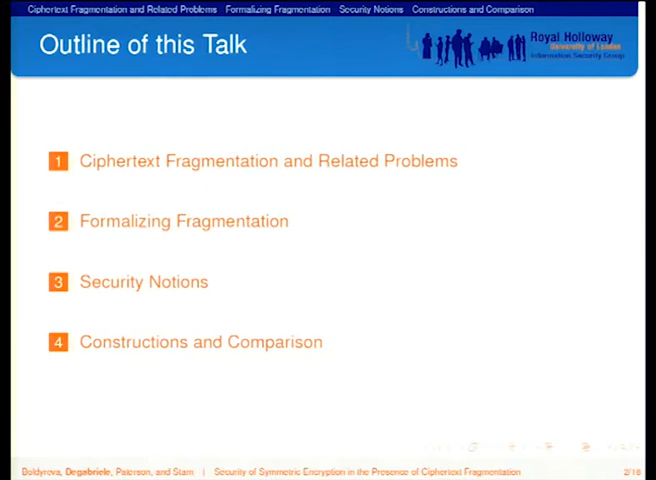 Ciphertext Fragmentation and Related Problems Formalizing Fragmentation Security Notions Constructions and Comparison
Outline of this Talk
Royal Holloway
University of London
Information Security Group
1 Ciphertext Fragmentation and Related Problems
2 Formalizing Fragmentation
3 Security Notions
4 Constructions and Comparison
Boldyreva, Degabriele, Paterson, and Stam | Security of Symmetric Encryption in the Presence of Ciphertext Fragmentation 2/18